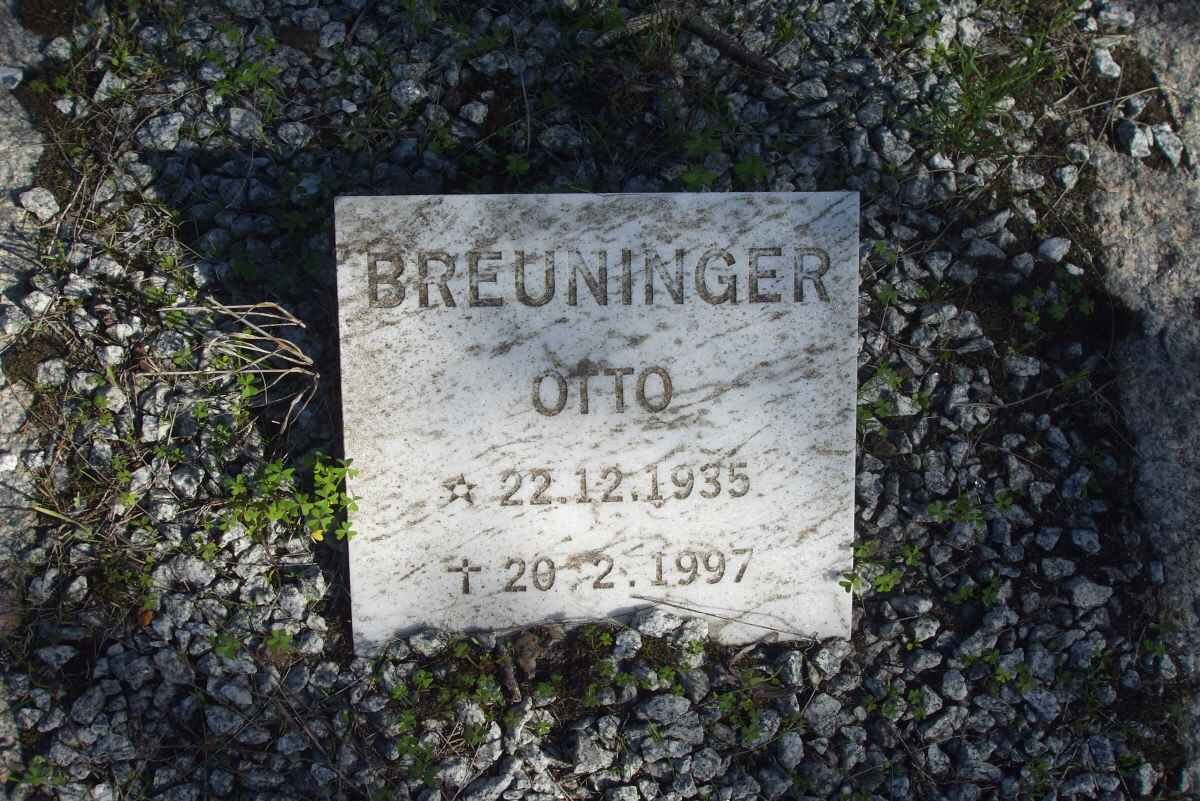 BREUNINGER
OTTO
☆ 22.12.1935
✝ 20 2.1997